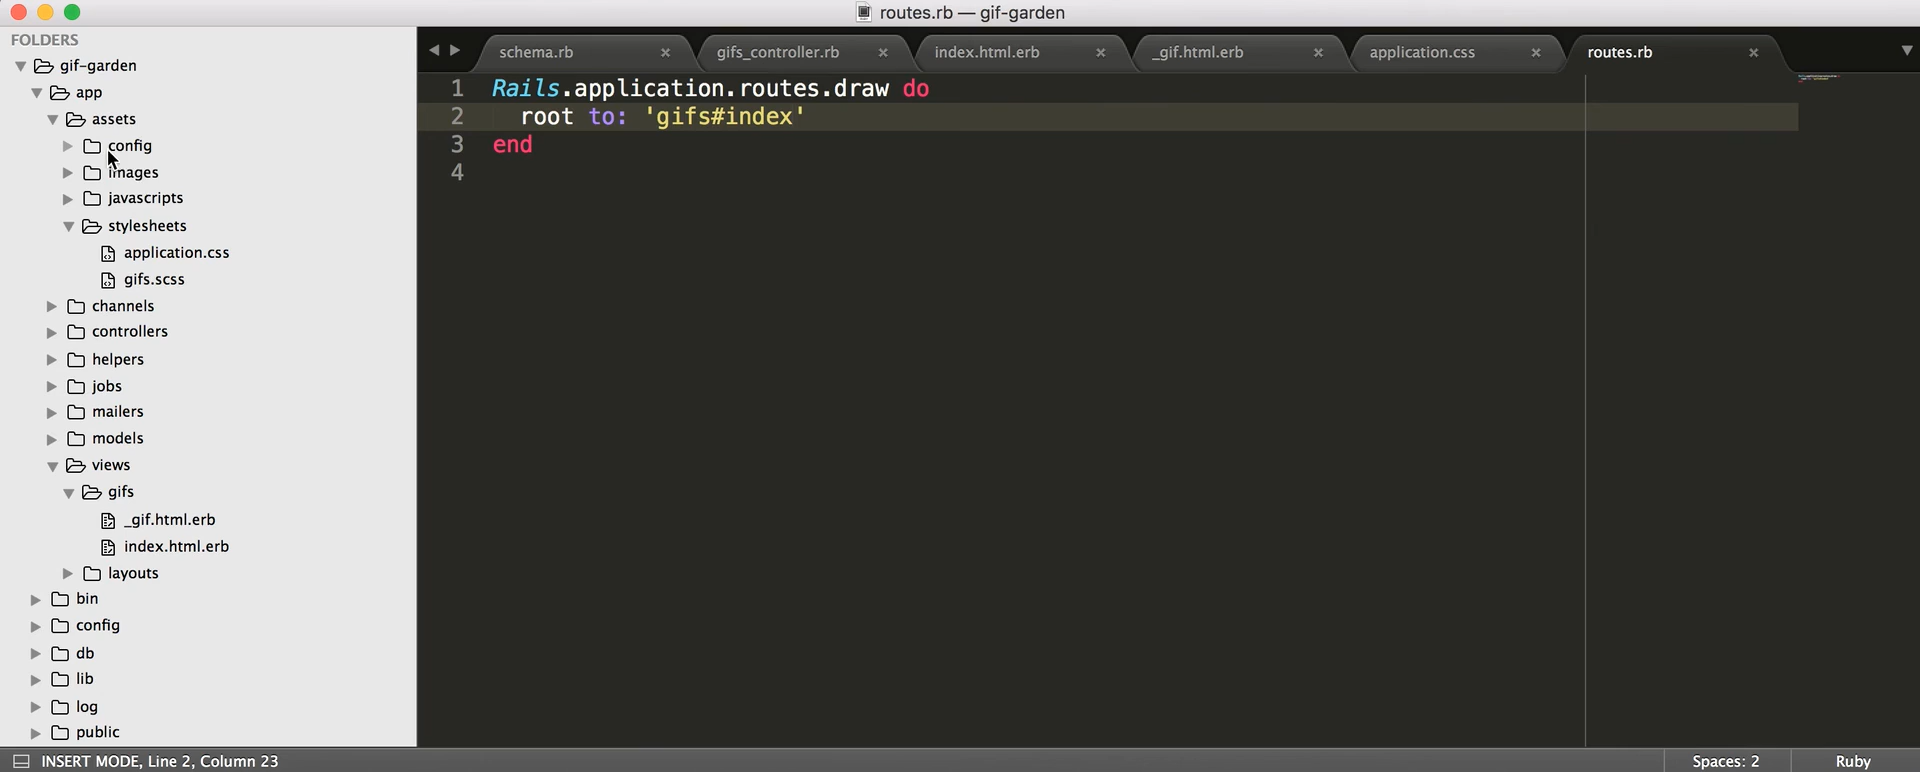 routes.rb — gif-garden
FOLDERS
gif-garden
app
assets
config
images
javascripts
stylesheets
application.css
gifs.scss
channels
controllers
helpers
jobs
mailers
models
views
gifs
_gif.html.erb
index.html.erb
layouts
bin
config
db
lib
log
public
schema.rb
gifs_controller.rb
index.html.erb
_gif.html.erb
application.css
routes.rb
1 Rails.application.routes.draw do
2 root to: 'gifs#index'
3 end
4
INSERT MODE, Line 2, Column 23
Spaces: 2
Ruby